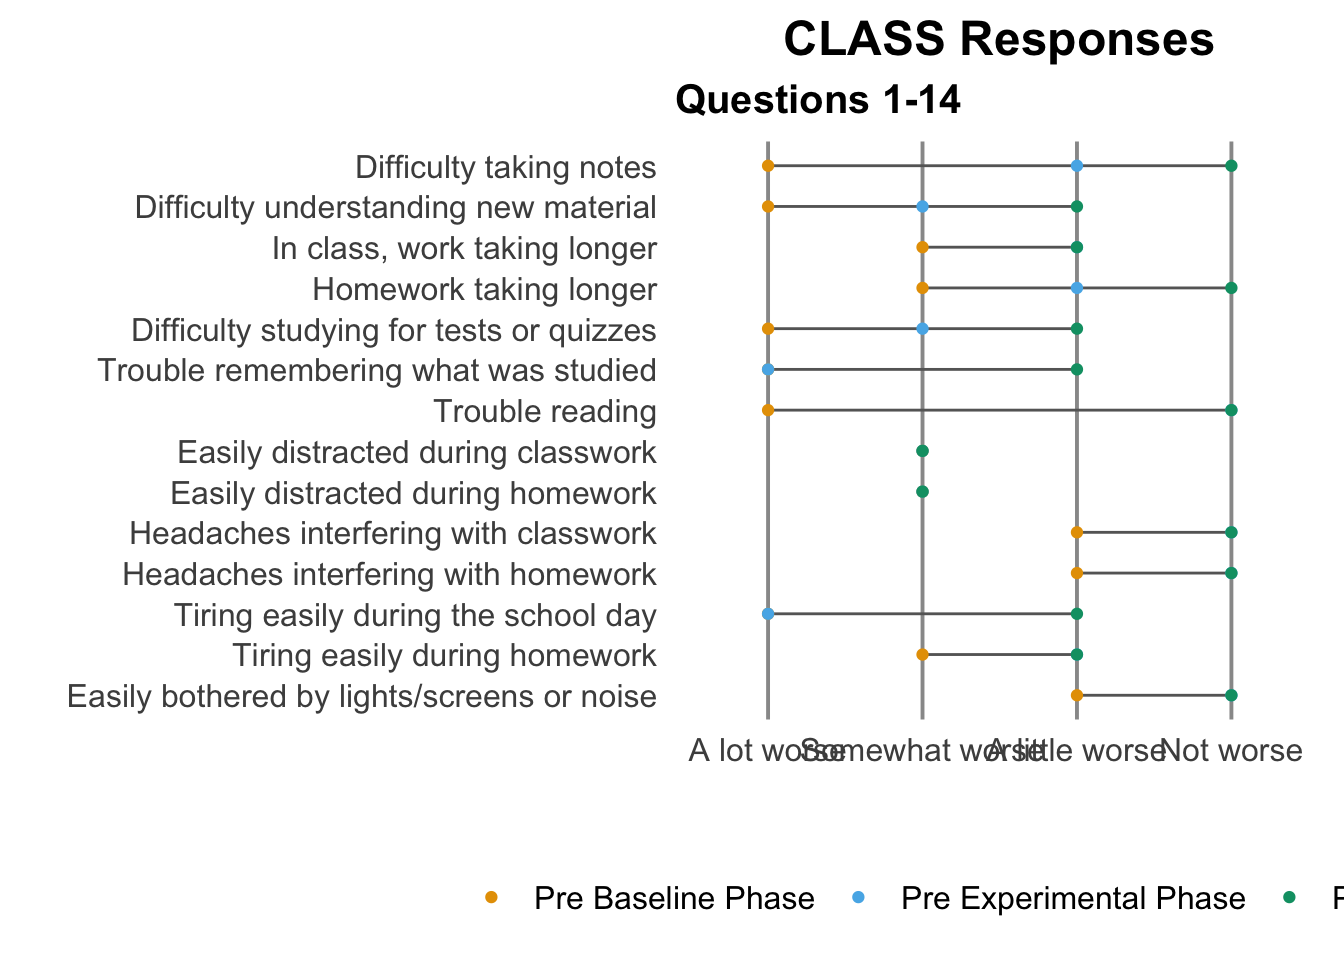 CLASS Responses
Questions 1-14
Difficulty taking notes
Difficulty understanding new material
In class, work taking longer
Homework taking longer
Difficulty studying for tests or quizzes
Trouble remembering what was studied
Trouble reading
Easily distracted during classwork
Easily distracted during homework
Headaches interfering with classwork
Headaches interfering with homework
Tiring easily during the school day
Tiring easily during homework
Easily bothered by lights/screens or noise
A lot worse Somewhat worse A little worse Not worse
Pre Baseline Phase Pre Experimental Phase